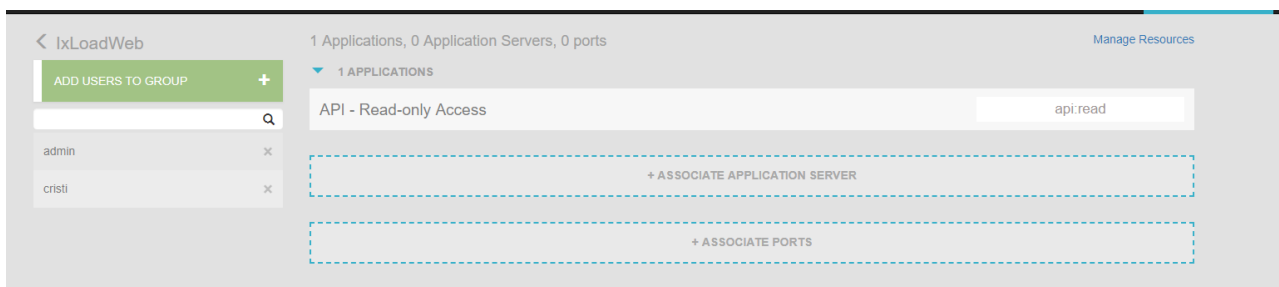 IxLoadWeb
ADD USERS TO GROUP +
admin ×
cristi ×
1 Applications, 0 Application Servers, 0 ports
Manage Resources
1 APPLICATIONS
API - Read-only Access
api:read
+ ASSOCIATE APPLICATION SERVER
+ ASSOCIATE PORTS